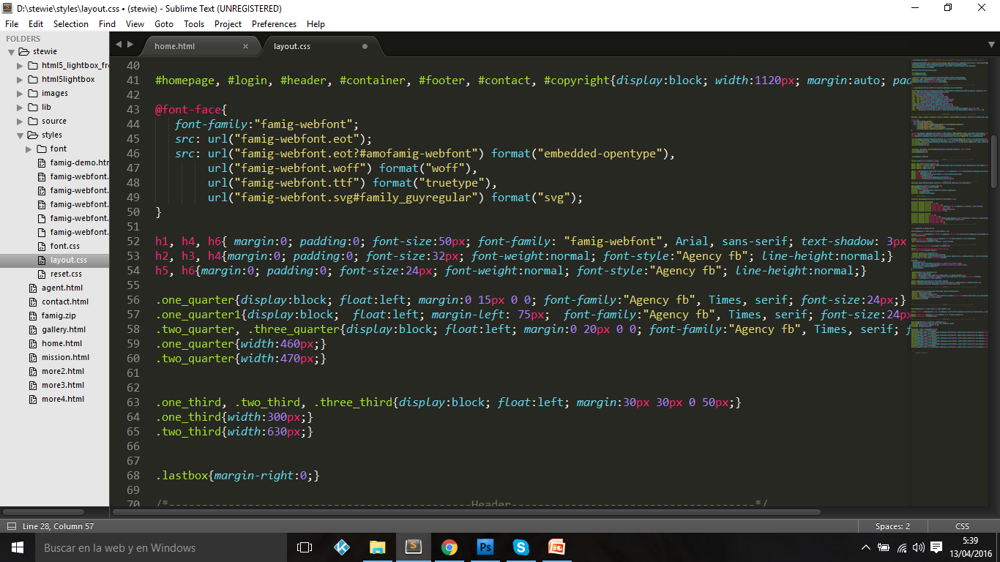 D:\stewie\styles\layout.css • (stewie) - Sublime Text (UNREGISTERED)
File Edit Selection Find View Goto Tools Project Preferences Help
FOLDERS
stewie
html5_lightbox_fr
html5lightbox
images
lib
source
styles
font
famig-demo.htm
famig-webfont.
famig-webfont.
famig-webfont.
famig-webfont.
famig-webfont.
font.css
layout.css
reset.css
agent.html
contact.html
famig.zip
gallery.html
home.html
mission.html
more2.html
more3.html
more4.html
home.html × layout.css
40
41 #homepage, #login, #header, #container, #footer, #contact, #copyright{display:block; width:1120px; margin:auto; pad
42
43 @font-face{
44 font-family:"famig-webfont";
45 src: url("famig-webfont.eot");
46 src: url("famig-webfont.eot?#amofamig-webfont") format("embedded-opentype"),
47 url("famig-webfont.woff") format("woff"),
48 url("famig-webfont.ttf") format("truetype"),
49 url("famig-webfont.svg#family_guyregular") format("svg");
50 }
51
52 h1, h4, h6{ margin:0; padding:0; font-size:50px; font-family: "famig-webfont", Arial, sans-serif; text-shadow: 3px
53 h2, h3, h4{margin:0; padding:0; font-size:32px; font-weight:normal; font-style:"Agency fb"; line-height:normal;}
54 h5, h6{margin:0; padding:0; font-size:24px; font-weight:normal; font-style:"Agency fb"; line-height:normal;}
55
56 .one_quarter{display:block; float:left; margin:0 15px 0 0; font-family:"Agency fb", Times, serif; font-size:24px;}
57 .one_quarter1{display:block; float:left; margin-left: 75px; font-family:"Agency fb", Times, serif; font-size:24px
58 .two_quarter, .three_quarter{display:block; float:left; margin:0 20px 0 0; font-family:"Agency fb", Times, serif; f
59 .one_quarter{width:460px;}
60 .two_quarter{width:470px;}
61
62
63 .one_third, .two_third, .three_third{display:block; float:left; margin:30px 30px 0 50px;}
64 .one_third{width:300px;}
65 .two_third{width:630px;}
66
67
68 .lastbox{margin-right:0;}
69
70 /*----------------------------------------------Header-------------------------------------*/
Line 28, Column 57 Spaces: 2 CSS
Buscar en la web y en Windows
5:39
13/04/2016